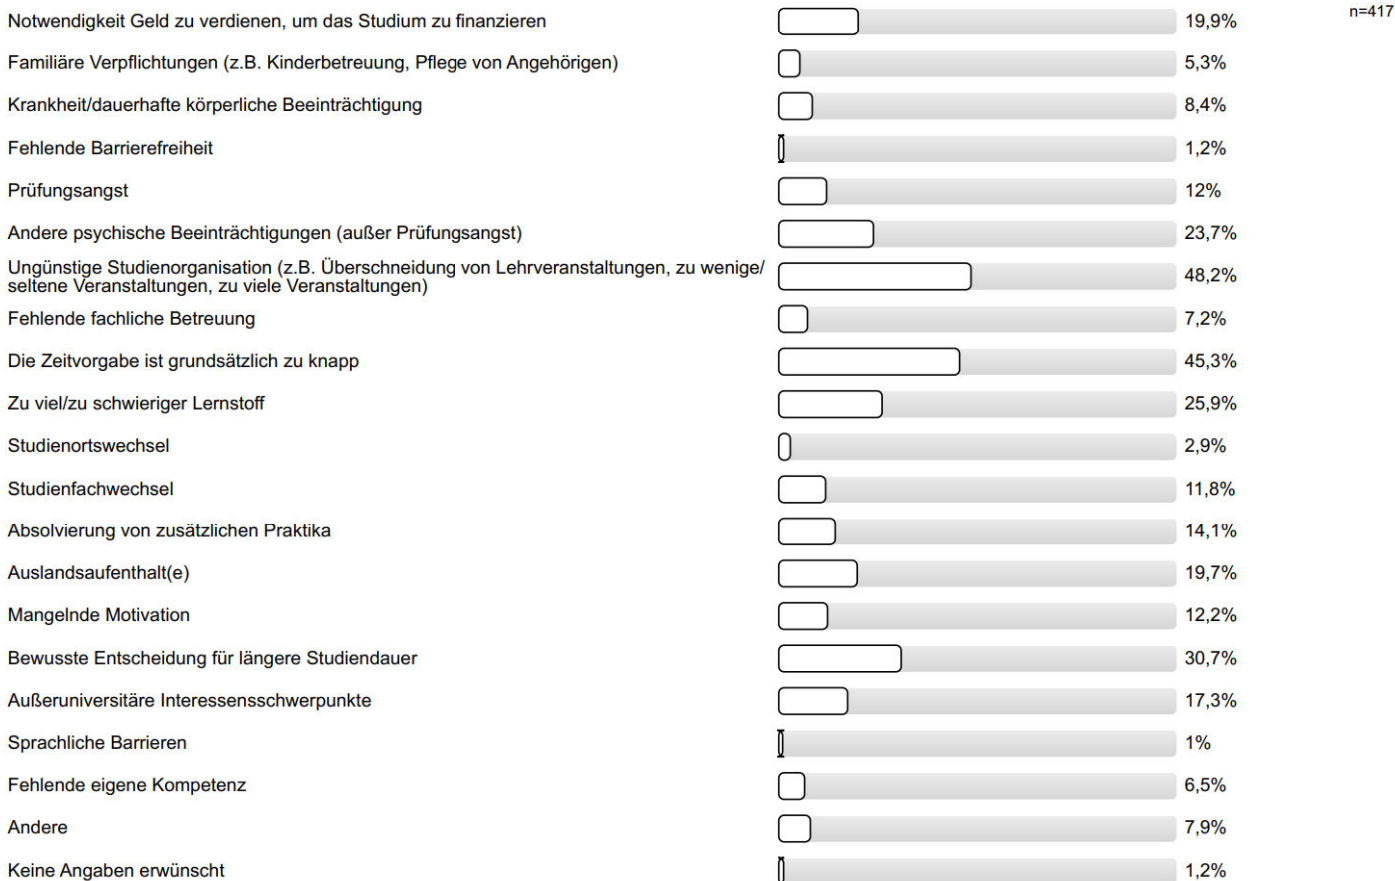 Notwendigkeit Geld zu verdienen, um das Studium zu finanzieren 19,9% n=417
Familiäre Verpflichtungen (z.B. Kinderbetreuung, Pflege von Angehörigen) 5,3%
Krankheit/dauerhafte körperliche Beeinträchtigung 8,4%
Fehlende Barrierefreiheit 1,2%
Prüfungsangst 12%
Andere psychische Beeinträchtigungen (außer Prüfungsangst) 23,7%
Ungünstige Studienorganisation (z.B. Überschneidung von Lehrveranstaltungen, zu wenige/
seltene Veranstaltungen, zu viele Veranstaltungen) 48,2%
Fehlende fachliche Betreuung 7,2%
Die Zeitvorgabe ist grundsätzlich zu knapp 45,3%
Zu viel/zu schwieriger Lernstoff 25,9%
Studienortswechsel 2,9%
Studienfachwechsel 11,8%
Absolvierung von zusätzlichen Praktika 14,1%
Auslandsaufenthalt(e) 19,7%
Mangelnde Motivation 12,2%
Bewusste Entscheidung für längere Studiendauer 30,7%
Außeruniversitäre Interessensschwerpunkte 17,3%
Sprachliche Barrieren 1%
Fehlende eigene Kompetenz 6,5%
Andere 7,9%
Keine Angaben erwünscht 1,2%